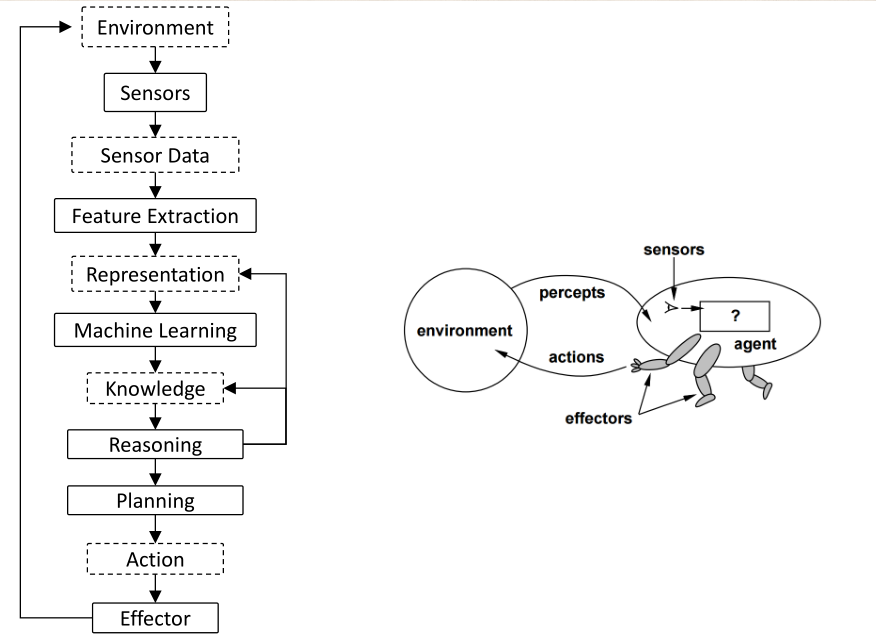 Environment
Sensors
Sensor Data
Feature Extraction
Representation
Machine Learning
Knowledge
Reasoning
Planning
Action
Effector
sensors
percepts
?
environment
agent
actions
effectors